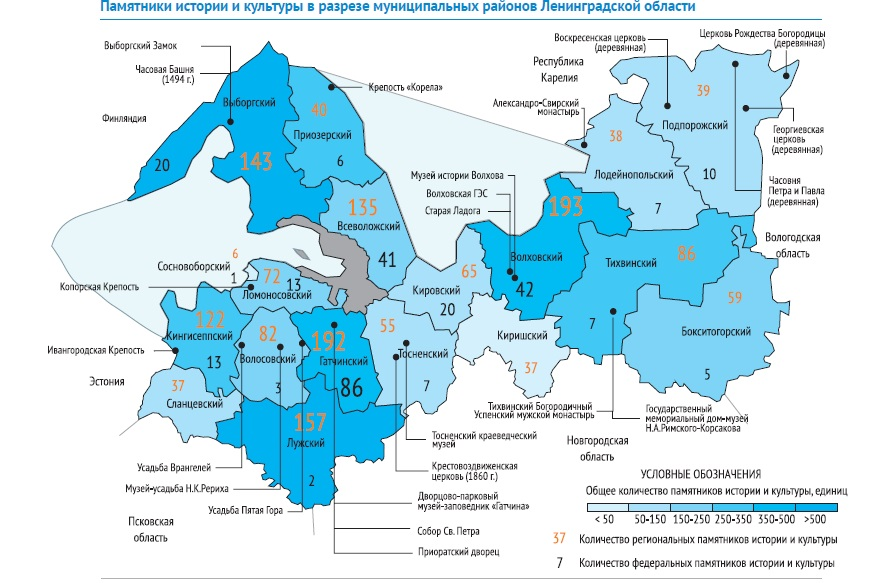 Памятники истории и культуры в разрезе муниципальных районов Ленинградской области
Выборгский Замок
Часовая Башня
(1494 г.)
Финляндия
Выборгский
20
143
Крепость «Корела»
40
Приозерский
6
135
Всеволожский
41
Воскресенская церковь
(деревянная)
Церковь Рождества Богородицы
(деревянная)
Республика
Карелия
Александро-Свирский
монастырь
39
Подпорожский
10
Георгиевская
церковь
(деревянная)
Часовня
Петра и Павла
(деревянная)
38
Лодейнопольский
7
Музей истории Волхова
Волховская ГЭС
Старая Ладога
193
Волховский
42
Тихвинский
86
7
Вологодская
область
59
Бокситогорский
5
6
Сосновоборский
1
Копорская Крепость
72
13
Ломоносовский
65
Кировский
20
Киришский
37
122
Кингисеппский
13
Ивангородская Крепость
Эстония
37
Сланцевский
82
Волосовский
3
192
Гатчинский
86
55
Тосненский
7
157
Лужский
2
Усадьба Врангелей
Музей-усадьба Н.К.Рериха
Усадьба Пятая Гора
Псковская
область
Тосненский краеведческий
музей
Крестовоздвиженская
церковь (1860 г.)
Дворцово-парковый
музей-заповедник «Гатчина»
Собор Св. Петра
Приоратский дворец
Тихвинский Богородичный
Успенский мужской монастырь
Государственный
мемориальный дом-музей
Н.А.Римского-Корсакова
Новгородская
область
УСЛОВНЫЕ ОБОЗНАЧЕНИЯ
Общее количество памятников истории и культуры, единиц
< 50 50-150 150-250 250-350 350-500 >500
37 Количество региональных памятников истории и культуры
7 Количество федеральных памятников истории и культуры